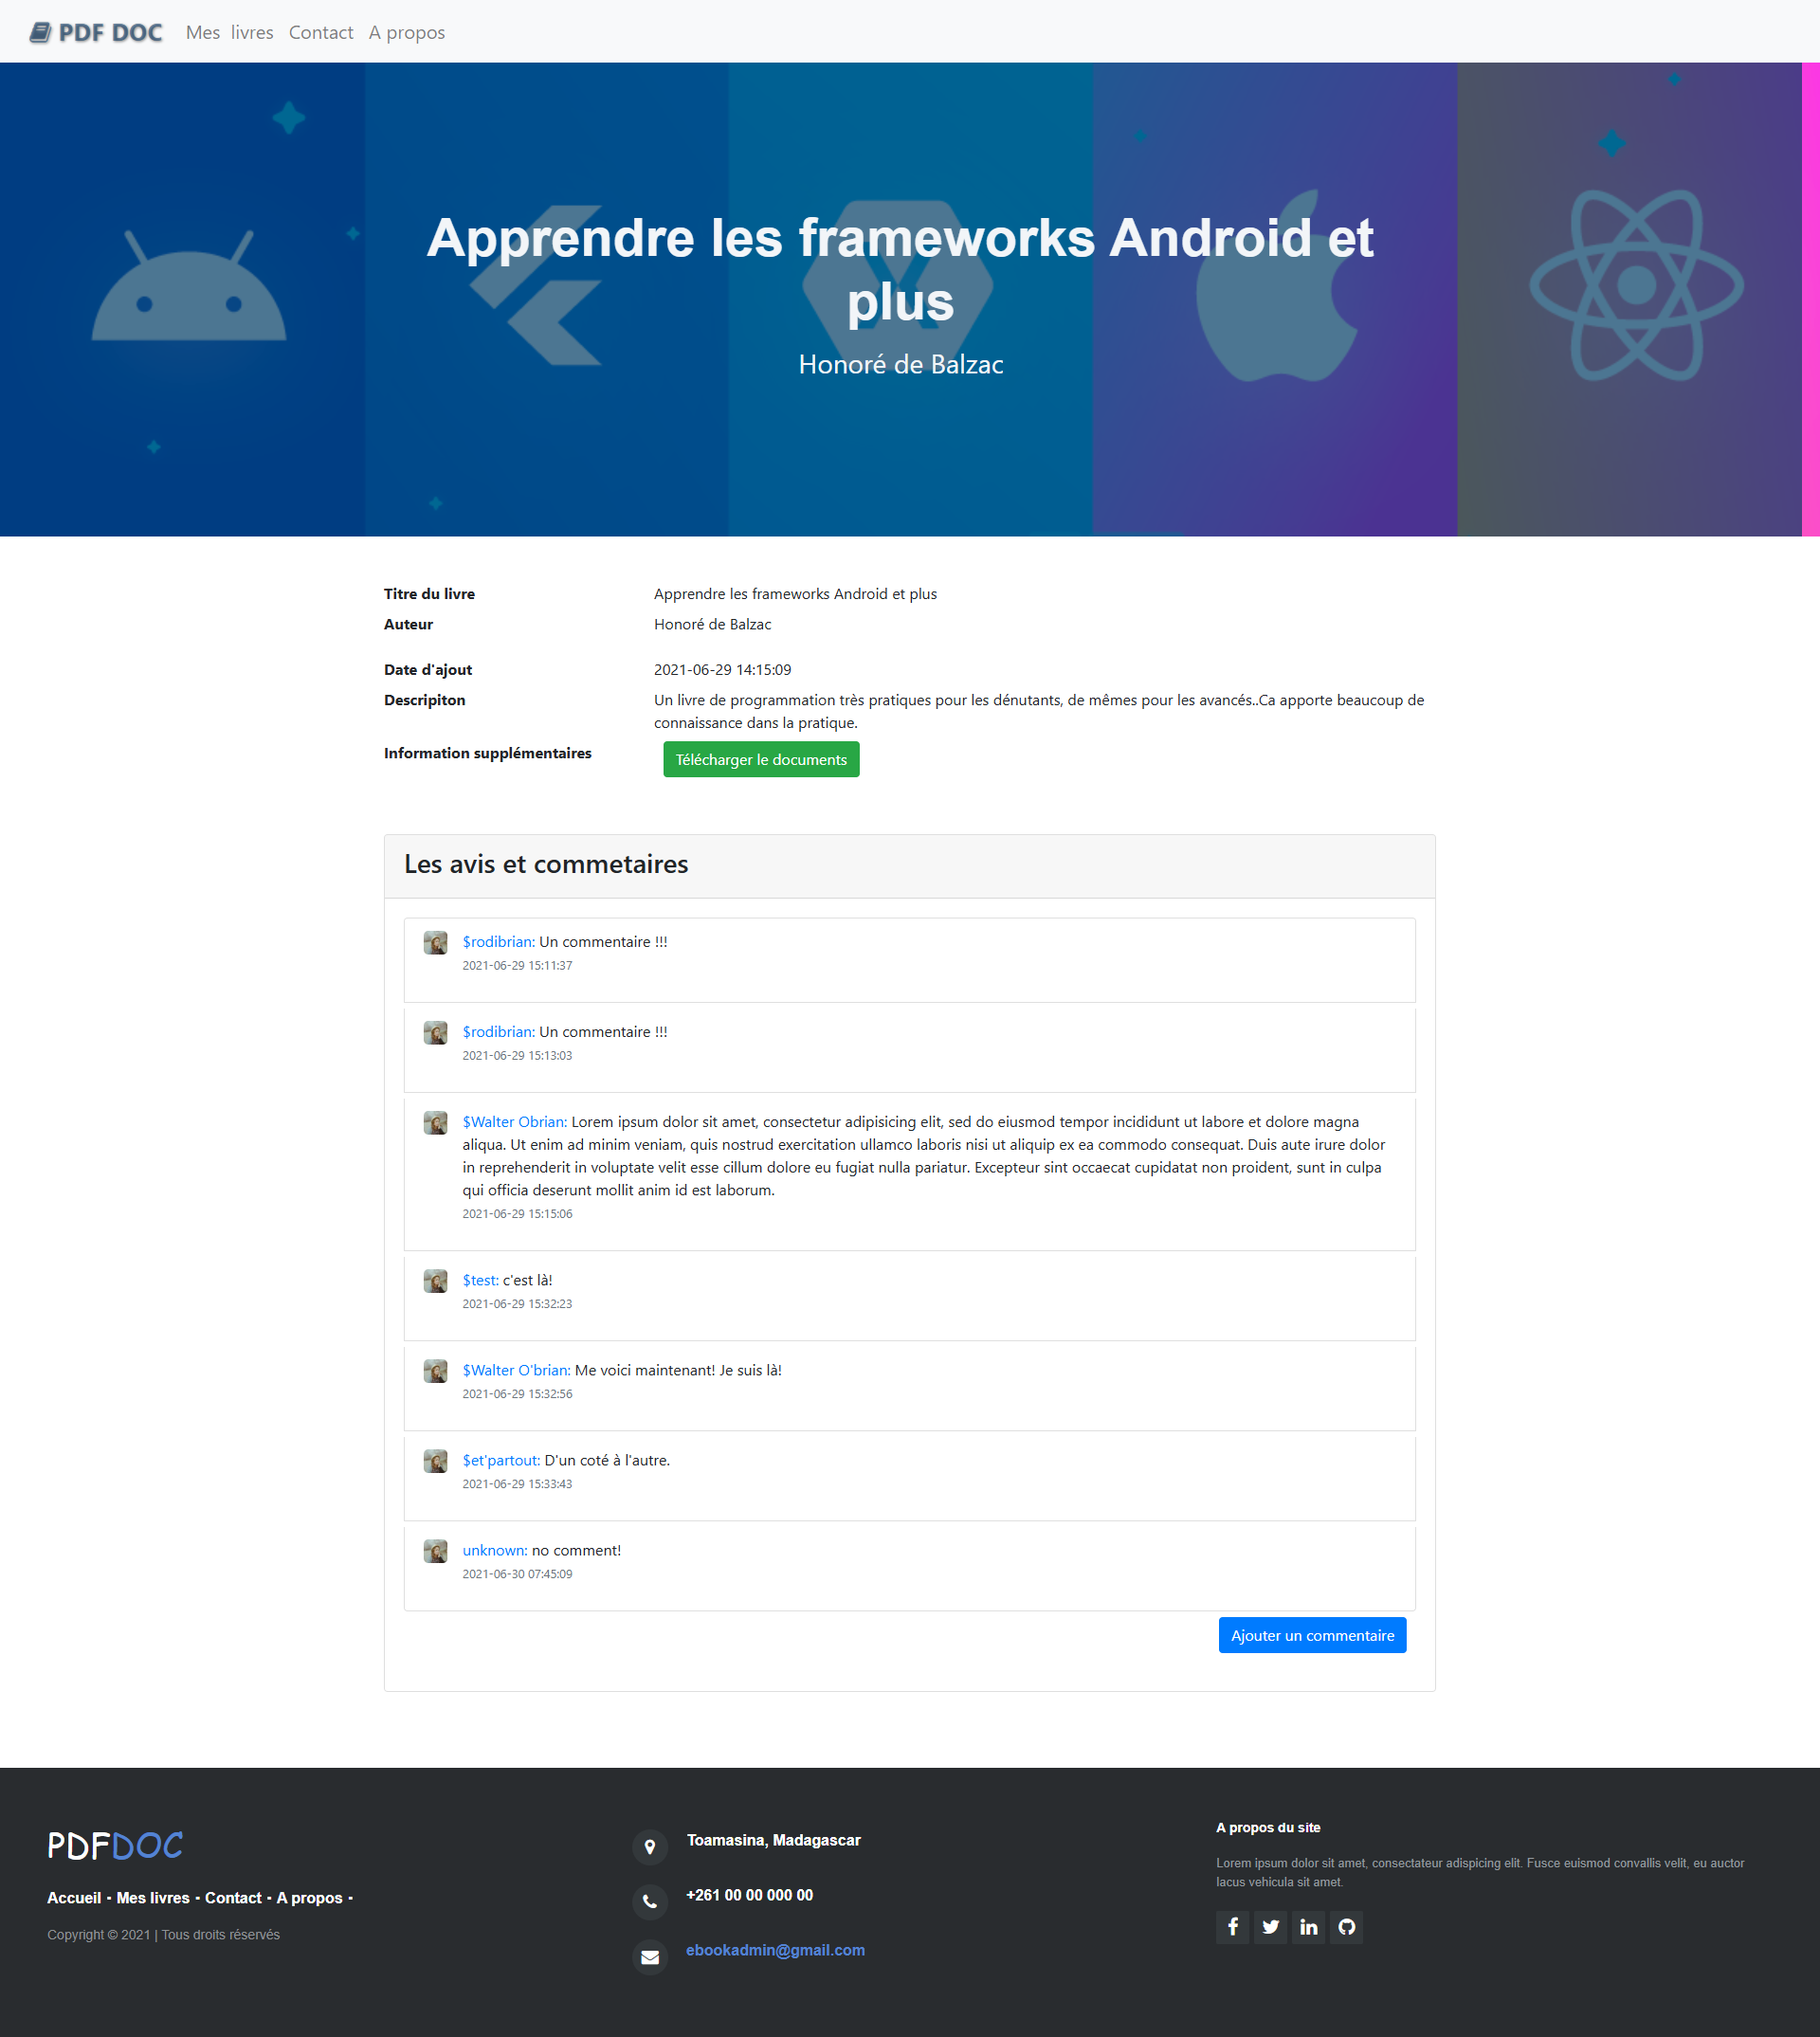 PDF DOC Mes livres Contact A propos
Apprendre les frameworks Android et
plus
Honoré de Balzac
Titre du livre Apprendre les frameworks Android et plus
Auteur Honoré de Balzac
Date d'ajout 2021-06-29 14:15:09
Descripiton Un livre de programmation très pratiques pour les dénutants, de mêmes pour les avancés..Ca apporte beaucoup de
connaissance dans la pratique.
Information supplémentaires Télécharger le documents
Les avis et commetaires
$rodibrian: Un commentaire !!!
2021-06-29 15:11:37
$rodibrian: Un commentaire !!!
2021-06-29 15:13:03
$Walter Obrian: Lorem ipsum dolor sit amet, consectetur adipisicing elit, sed do eiusmod tempor incididunt ut labore et dolore magna
aliqua. Ut enim ad minim veniam, quis nostrud exercitation ullamco laboris nisi ut aliquip ex ea commodo consequat. Duis aute irure dolor
in reprehenderit in voluptate velit esse cillum dolore eu fugiat nulla pariatur. Excepteur sint occaecat cupidatat non proident, sunt in culpa
qui officia deserunt mollit anim id est laborum.
2021-06-29 15:15:06
$test: c'est là!
2021-06-29 15:32:23
$Walter O'brian: Me voici maintenant! Je suis là!
2021-06-29 15:32:56
$et'partout: D'un coté à l'autre.
2021-06-29 15:33:43
unknown: no comment!
2021-06-30 07:45:09
Ajouter un commentaire
PDFDOC
Accueil - Mes livres - Contact - A propos -
Copyright © 2021 | Tous droits réservés
Toamasina, Madagascar
+261 00 00 000 00
ebookadmin@gmail.com
A propos du site
Lorem ipsum dolor sit amet, consectateur adispicing elit. Fusce euismod convallis velit, eu auctor
lacus vehicula sit amet.